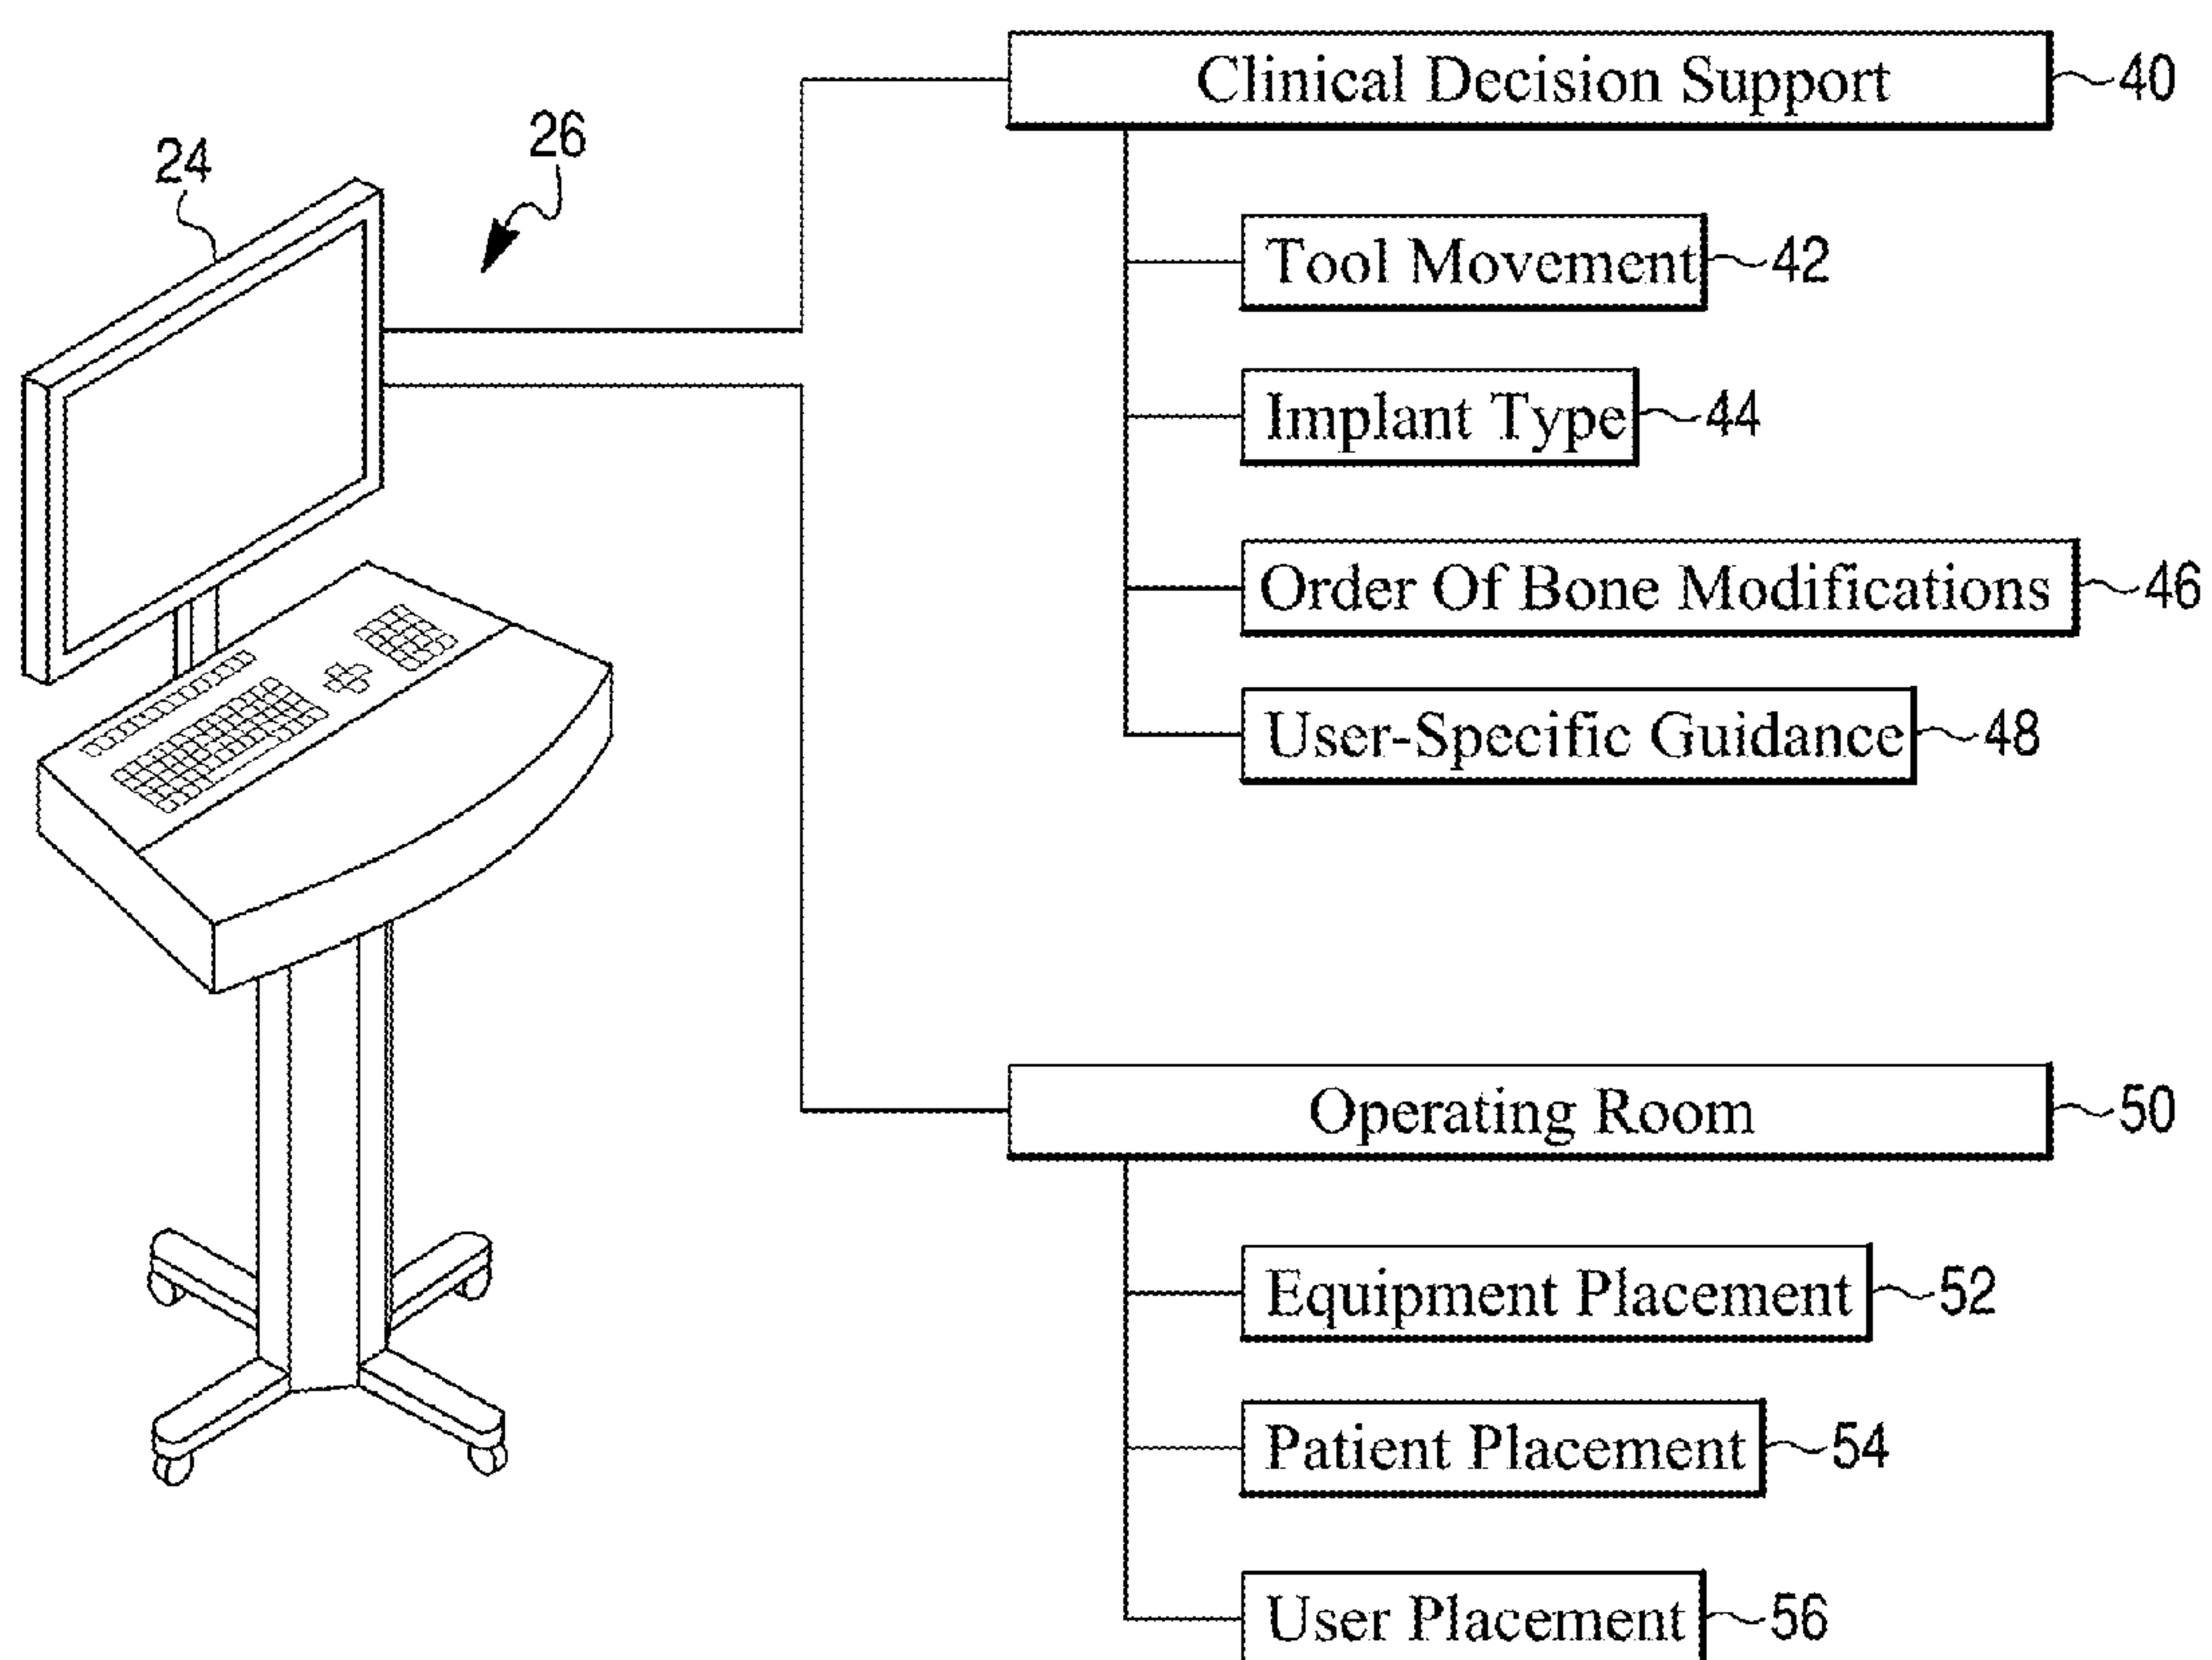 24
26
Clinical Decision Support 40
Tool Movement 42
Implant Type 44
Order Of Bone Modifications 46
User-Specific Guidance 48
Operating Room 50
Equipment Placement 52
Patient Placement 54
User Placement 56